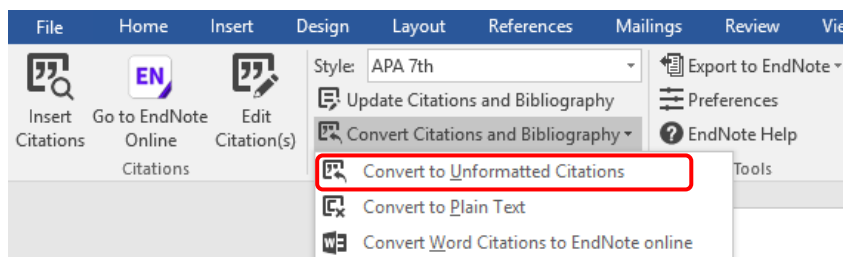 File Home Insert Design Layout References Mailings Review
Style: APA 7th
Export to EndNote
EN
Update Citations and Bibliography
Preferences
Insert Citations
Go to EndNote Online
Edit Citation(s)
Convert Citations and Bibliography
EndNote Help
Citations
Convert to Unformatted Citations
Tools
Convert to Plain Text
Convert Word Citations to EndNote online